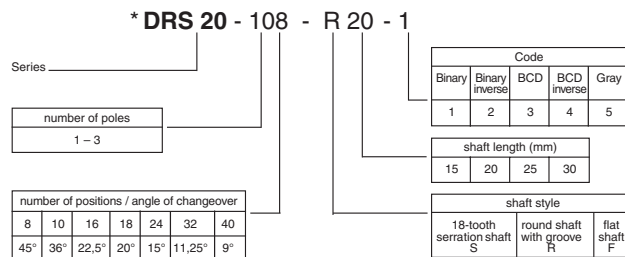 * DRS 20 - 108 - R 20 - 1
Series
Code
Binary Binary inverse BCD BCD inverse Gray
1 2 3 4 5
number of poles
1 – 3
shaft length (mm)
15 20 25 30
number of positions / angle of changeover
8 10 16 18 24 32 40
45° 36° 22,5° 20° 15° 11,25° 9°
shaft style
18-tooth serration shaft S round shaft with groove R flat shaft F